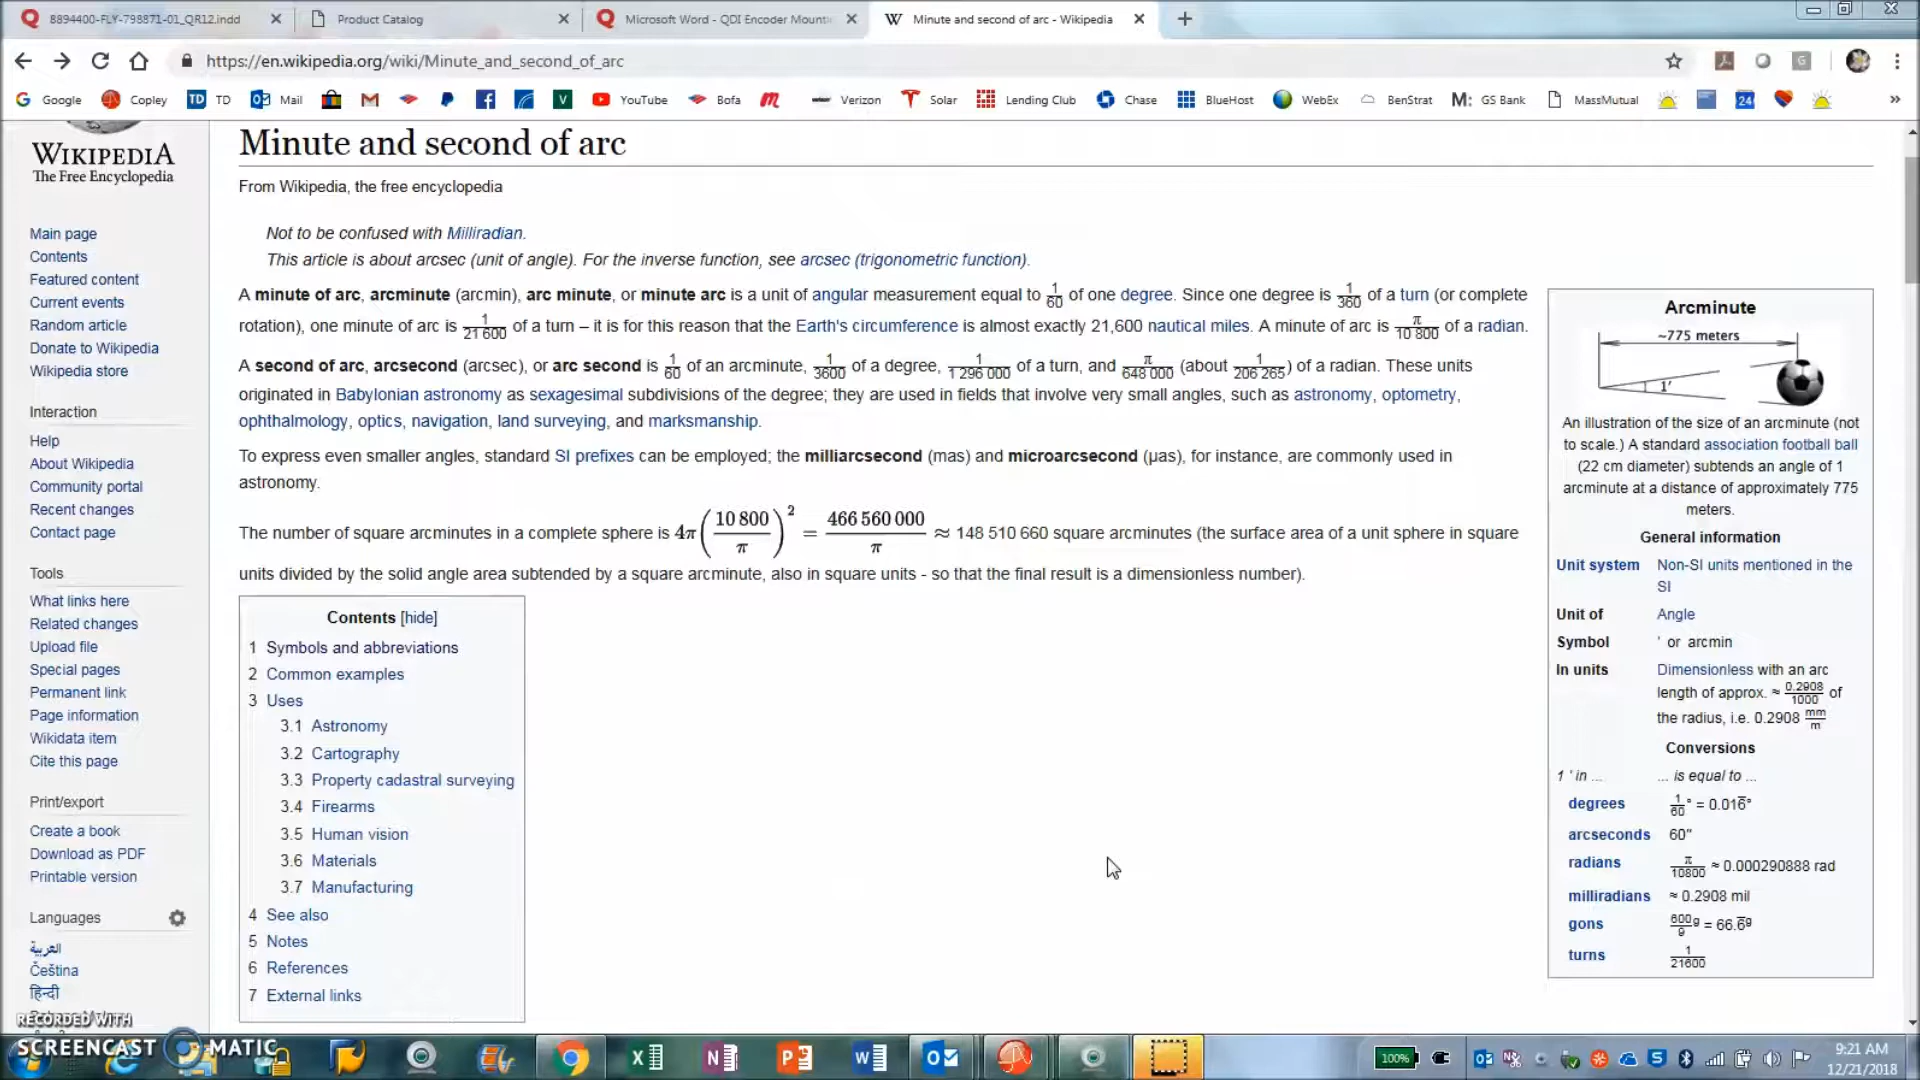 8894400-FLY-798871-01_QR12.indd
Product Catalog
Microsoft Word - QDI Encoder Mounti
Minute and second of arc - Wikipedia
https://en.wikipedia.org/wiki/Minute_and_second_of_arc
Google
Copley
TD TD
Mail
YouTube
Bofa
Verizon
Solar
Lending Club
Chase
BlueHost
WebEx
BenStrat
M: GS Bank
MassMutual
24
WIKIPEDIA
The Free Encyclopedia
Main page
Contents
Featured content
Current events
Random article
Donate to Wikipedia
Wikipedia store
Interaction
Help
About Wikipedia
Community portal
Recent changes
Contact page
Tools
What links here
Related changes
Upload file
Special pages
Permanent link
Page information
Wikidata item
Cite this page
Print/export
Create a book
Download as PDF
Printable version
Languages
العربية
Čeština
हिन्दी
Minute and second of arc
From Wikipedia, the free encyclopedia
Not to be confused with Milliradian.
This article is about arcsec (unit of angle). For the inverse function, see arcsec (trigonometric function).
A minute of arc, arcminute (arcmin), arc minute, or minute arc is a unit of angular measurement equal to 1/60 of one degree. Since one degree is 1/360 of a turn (or complete
rotation), one minute of arc is 1/21 600 of a turn – it is for this reason that the Earth's circumference is almost exactly 21,600 nautical miles. A minute of arc is π/10 800 of a radian.
A second of arc, arcsecond (arcsec), or arc second is 1/60 of an arcminute, 1/3600 of a degree, 1/1 296 000 of a turn, and π/648 000 (about 1/206 265) of a radian. These units
originated in Babylonian astronomy as sexagesimal subdivisions of the degree; they are used in fields that involve very small angles, such as astronomy, optometry,
ophthalmology, optics, navigation, land surveying, and marksmanship.
To express even smaller angles, standard SI prefixes can be employed; the milliarcsecond (mas) and microarcsecond (μas), for instance, are commonly used in
astronomy.
The number of square arcminutes in a complete sphere is 4π(10 800/π)² = 466 560 000/π ≈ 148 510 660 square arcminutes (the surface area of a unit sphere in square
units divided by the solid angle area subtended by a square arcminute, also in square units - so that the final result is a dimensionless number).
Contents [hide]
1 Symbols and abbreviations
2 Common examples
3 Uses
3.1 Astronomy
3.2 Cartography
3.3 Property cadastral surveying
3.4 Firearms
3.5 Human vision
3.6 Materials
3.7 Manufacturing
4 See also
5 Notes
6 References
7 External links
Arcminute
~775 meters
1'
An illustration of the size of an arcminute (not
to scale.) A standard association football ball
(22 cm diameter) subtends an angle of 1
arcminute at a distance of approximately 775
meters.
General information
Unit system Non-SI units mentioned in the
SI
Unit of Angle
Symbol ' or arcmin
In units Dimensionless with an arc
length of approx. ≈ 0.2908/1000 of
the radius, i.e. 0.2908 mm/m
Conversions
1 ' in ... ... is equal to ...
degrees 1/60° = 0.016̅°
arcseconds 60″
radians π/10800 ≈ 0.000290888 rad
milliradians ≈ 0.2908 mil
gons 600/9 g = 66.6̅g
turns 1/21600
RECORDED WITH
SCREENCAST MATIC
100%
9:21 AM
12/21/2018